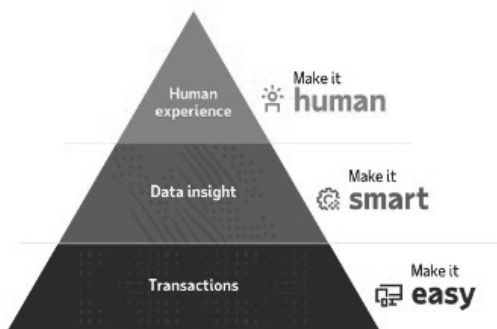 Human
experience
Make it
human
Data insight
Make it
smart
Transactions
Make it
easy